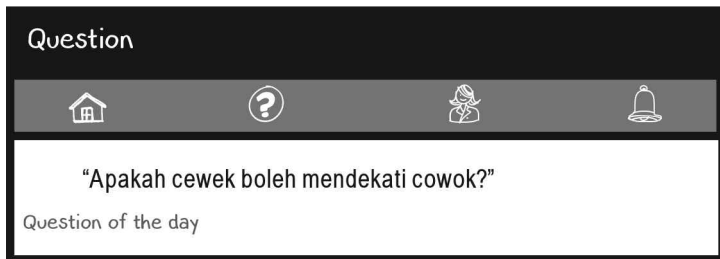 Question
“Apakah cewek boleh mendekati cowok?”
Question of the day